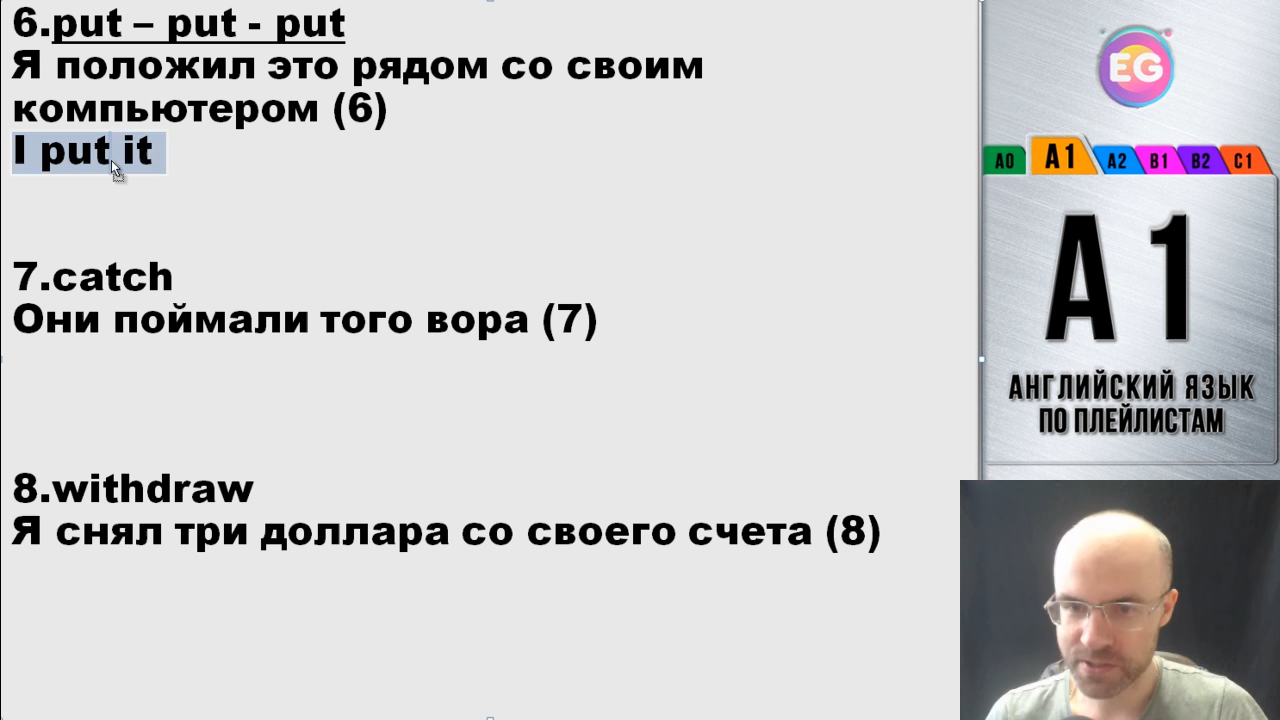 6.put – put - put
Я положил это рядом со своим
компьютером (6)
I put it
7.catch
Они поймали того вора (7)
8.withdraw
Я снял три доллара со своего счета (8)
EG
A0 A1 A2 B1 B2 C1
A 1
АНГЛИЙСКИЙ ЯЗЫК
ПО ПЛЕЙЛИСТАМ